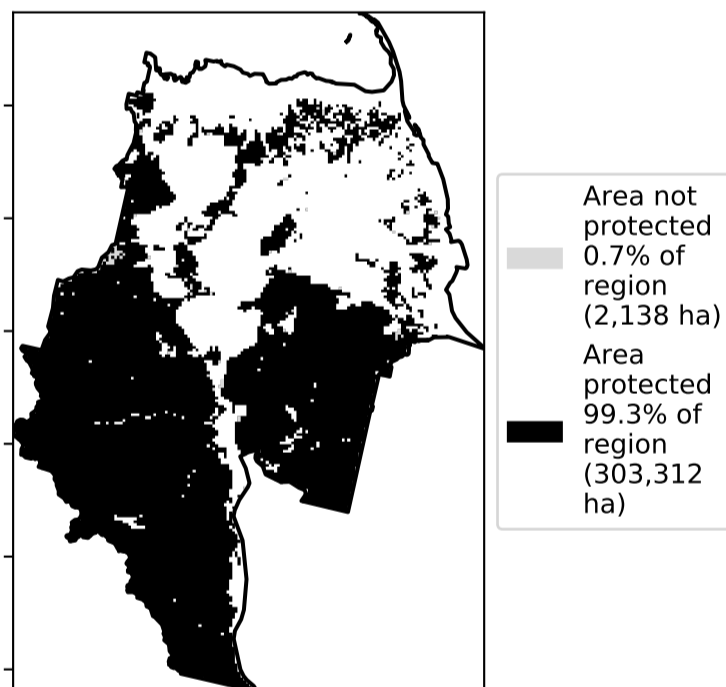 Area not
protected
0.7% of
region
(2,138 ha)
Area
protected
99.3% of
region
(303,312
ha)